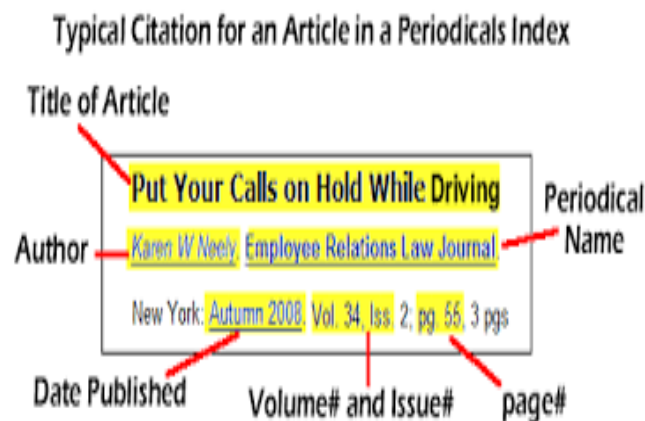 Typical Citation for an Article in a Periodicals Index
Title of Article
Put Your Calls on Hold While Driving
Periodical
Name
Author
Karen W Neely. Employee Relations Law Journal.
New York: Autumn 2008. Vol. 34, Iss. 2; pg. 55, 3 pgs
Date Published
Volume# and Issue#
page#